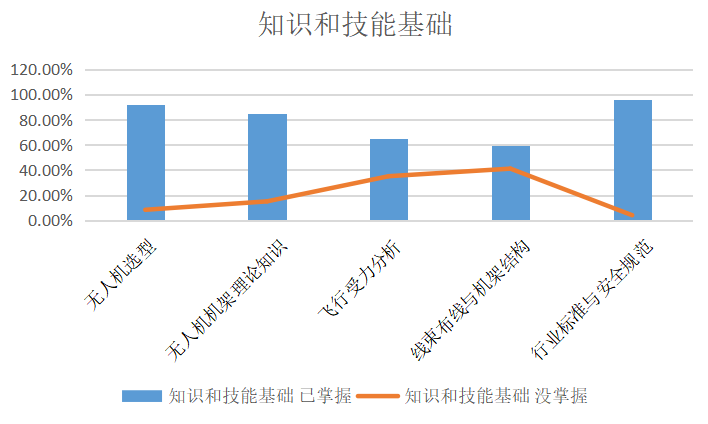 知识和技能基础
120.00%
100.00%
80.00%
60.00%
40.00%
20.00%
0.00%
无人机选型
无人机机架理论知识
飞行受力分析
线束布线与机架结构
行业标准与安全规范
知识和技能基础 已掌握
知识和技能基础 没掌握